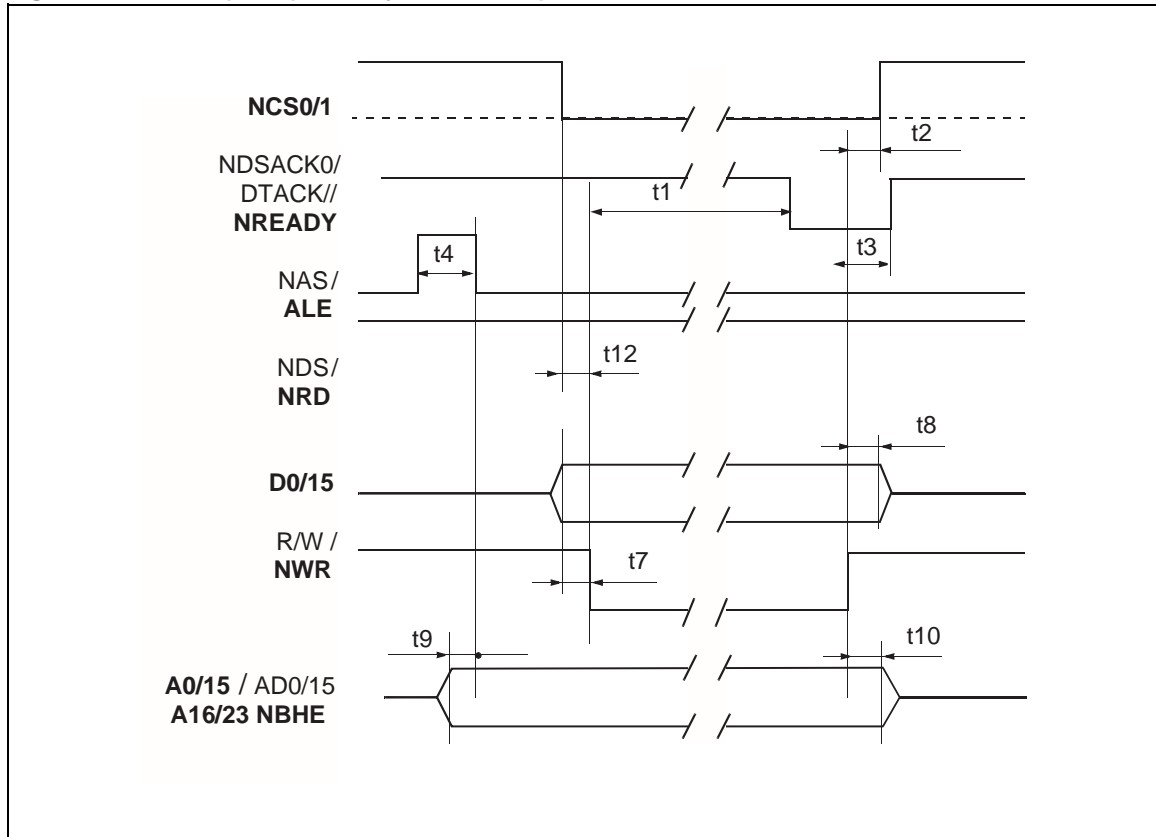 NCS0/1
t2
NDSACK0/
DTACK//
NREADY
t1
t3
t4
NAS/
ALE
t12
NDS/
NRD
t8
D0/15
R/W /
NWR
t7
t9
t10
A0/15 / AD0/15
A16/23 NBHE